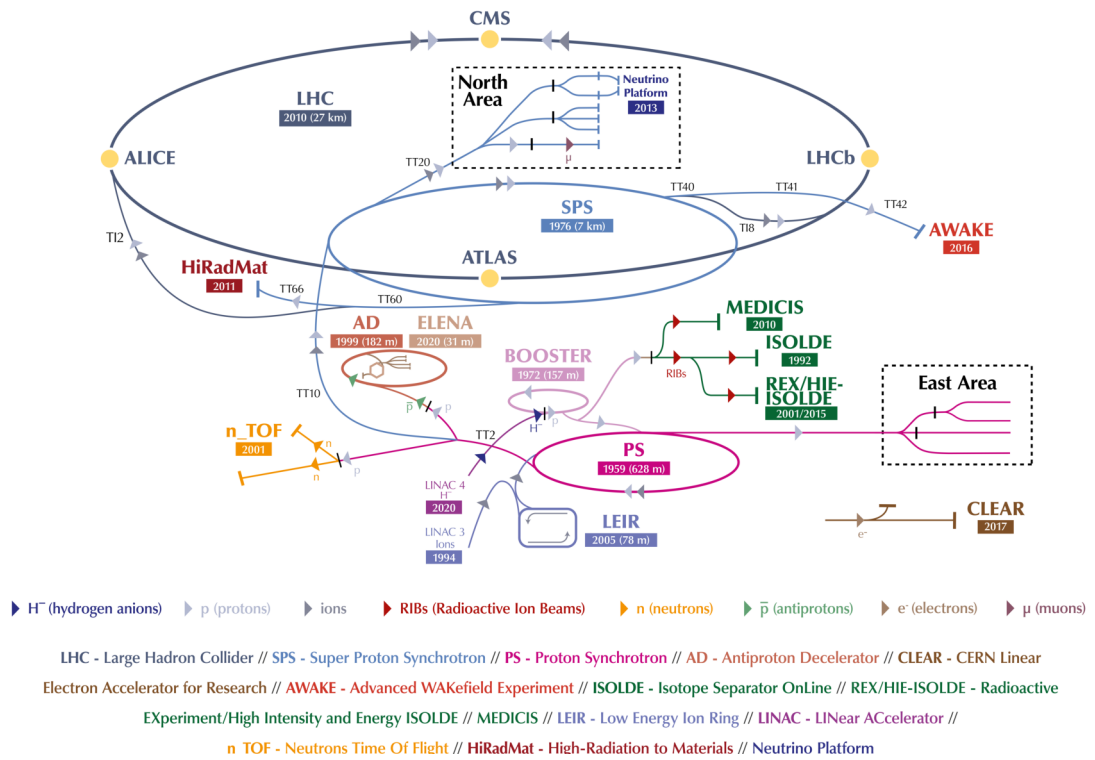 CMS
North
Area
Neutrino
Platform
2013
LHC
2010 (27 km)
ALICE
LHCb
TT20
μ
TT40
TT41
TT42
SPS
1976 (7 km)
TI8
AWAKE
2016
TI2
ATLAS
HiRadMat
2011
TT66
TT60
MEDICIS
2010
AD
1999 (182 m)
ELENA
2020 (31 m)
ISOLDE
1992
BOOSTER
1972 (157 m)
RIBs
REX/HIE-
ISOLDE
2001/2015
East Area
TT10
p̅
p
H⁻
p
n_TOF
2001
n
n
p
TT2
PS
1959 (628 m)
LINAC 4
H⁻
2020
LINAC 3
Ions
1994
LEIR
2005 (78 m)
e⁻
CLEAR
2017
H⁻ (hydrogen anions)
p (protons)
ions
RIBs (Radioactive Ion Beams)
n (neutrons)
p̅ (antiprotons)
e⁻ (electrons)
μ (muons)
LHC - Large Hadron Collider // SPS - Super Proton Synchrotron // PS - Proton Synchrotron // AD - Antiproton Decelerator // CLEAR - CERN Linear
Electron Accelerator for Research // AWAKE - Advanced WAKefield Experiment // ISOLDE - Isotope Separator OnLine // REX/HIE-ISOLDE - Radioactive
EXperiment/High Intensity and Energy ISOLDE // MEDICIS // LEIR - Low Energy Ion Ring // LINAC - LINear ACcelerator //
n_TOF - Neutrons Time Of Flight // HiRadMat - High-Radiation to Materials // Neutrino Platform